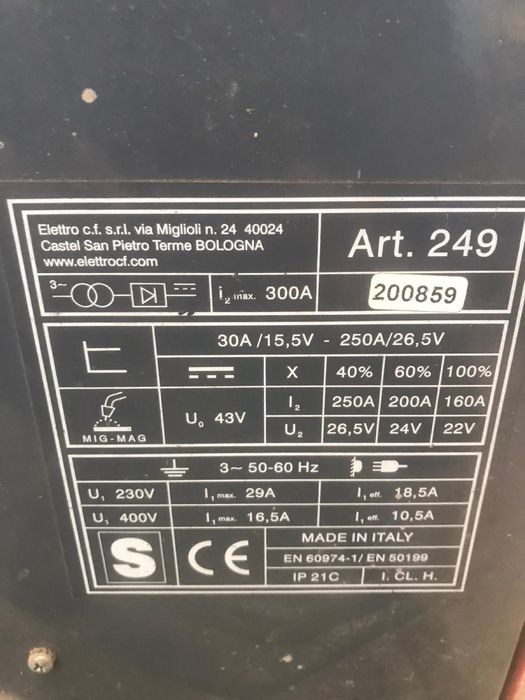 Elettro c.f. s.r.l. via Miglioli n. 24 40024
Castel San Pietro Terme BOLOGNA
www.elettrocf.com
Art. 249
3~
I2 max. 300A
200859
30A /15,5V - 250A/26,5V
X 40% 60% 100%
MIG-MAG
U0 43V
I2 250A 200A 160A
U2 26,5V 24V 22V
3~ 50-60 Hz
U1 230V I1 max. 29A I1 eff. 18,5A
U1 400V I1 max. 16,5A I1 eff. 10,5A
S CE
MADE IN ITALY
EN 60974-1/ EN 50199
IP 21C I. CL. H.